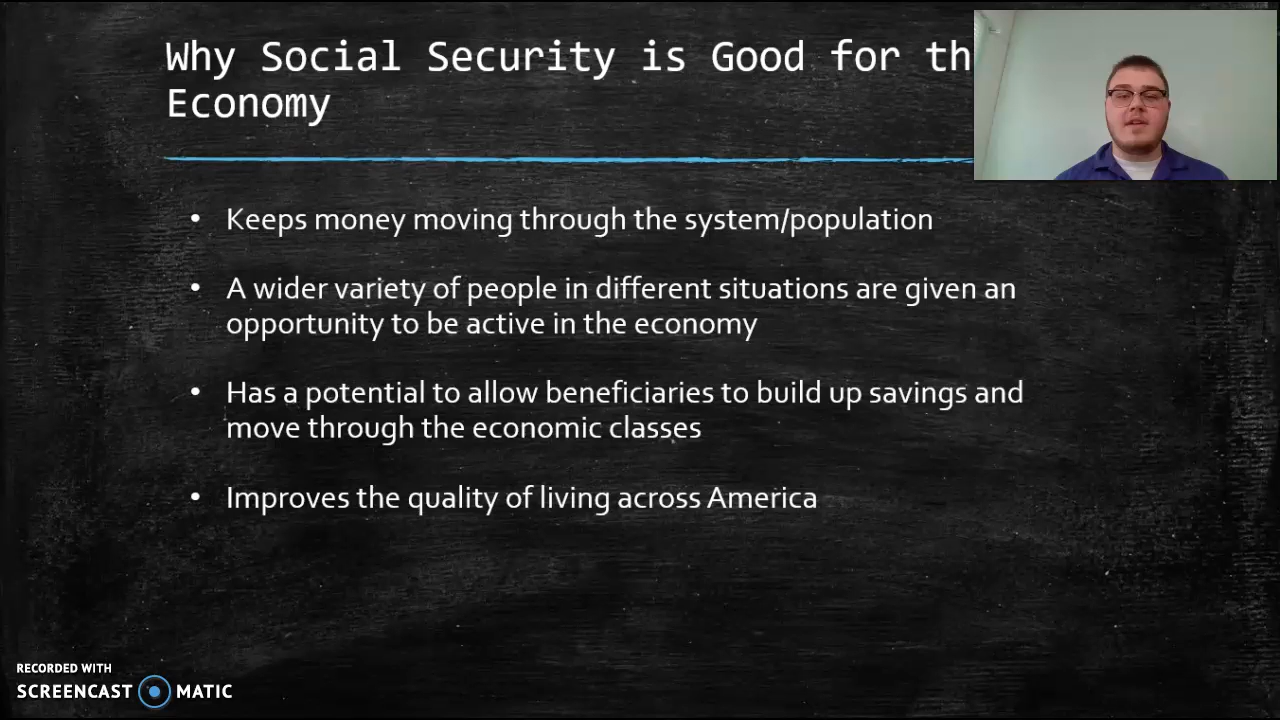 Why Social Security is Good for th
Economy
• Keeps money moving through the system/population
• A wider variety of people in different situations are given an
opportunity to be active in the economy
• Has a potential to allow beneficiaries to build up savings and
move through the economic classes
• Improves the quality of living across America
RECORDED WITH
SCREENCAST MATIC